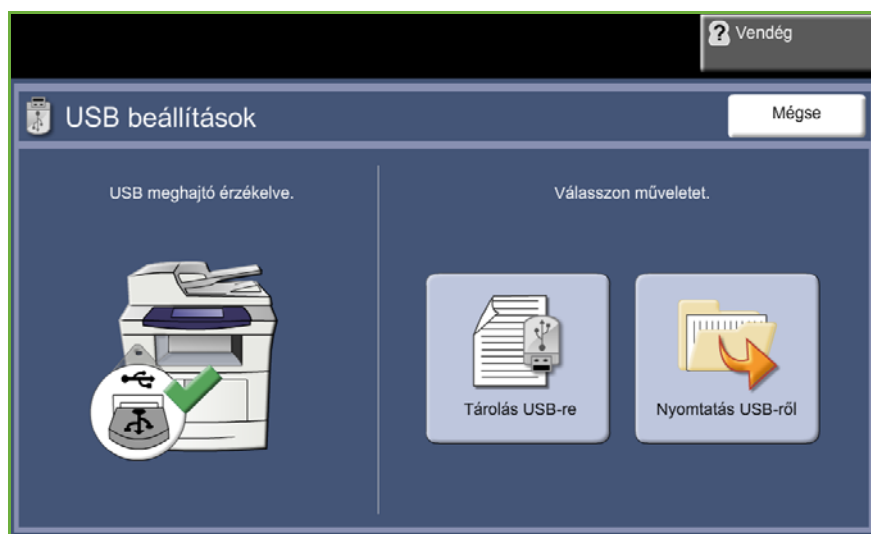 Vendég
USB beállítások
Mégse
USB meghajtó érzékelve.
Válasszon műveletet.
Tárolás USB-re
Nyomtatás USB-ről